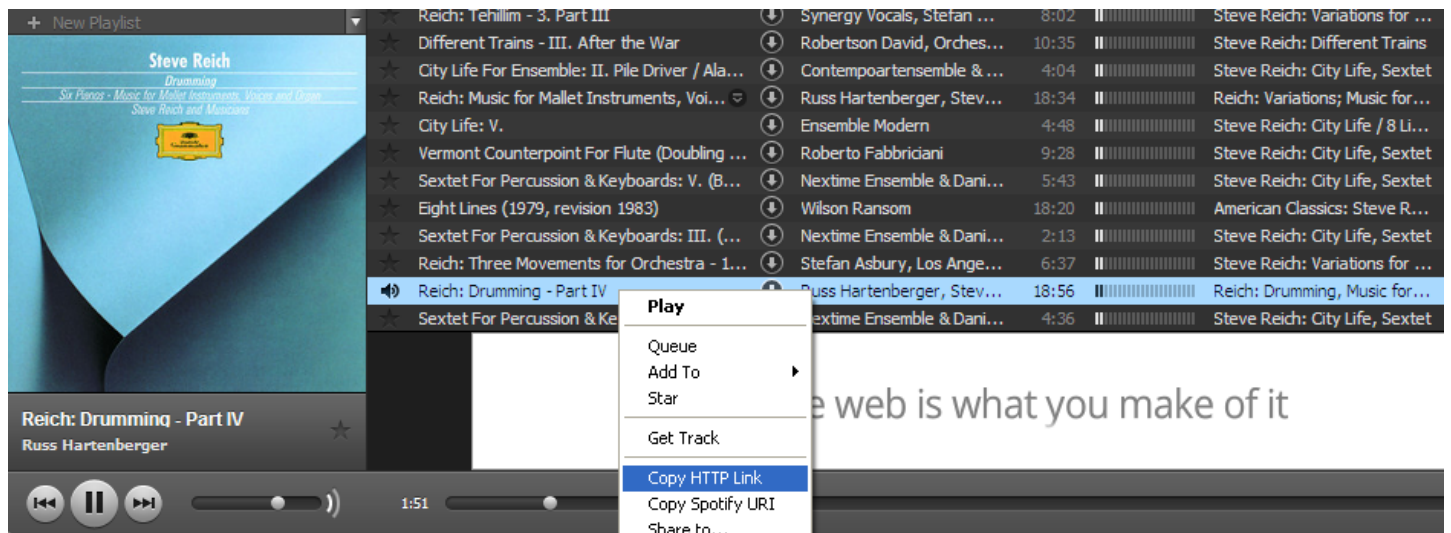 + New Playlist
Steve Reich
Drumming
Six Pianos - Music for Mallet Instruments, Voices and Organ
Steve Reich and Musicians
Reich: Tehillim - 3. Part III Synergy Vocals, Stefan ... 8:02 Steve Reich: Variations for ...
Different Trains - III. After the War Robertson David, Orches... 10:35 Steve Reich: Different Trains
City Life For Ensemble: II. Pile Driver / Ala... Contempoartensemble & ... 4:04 Steve Reich: City Life, Sextet
Reich: Music for Mallet Instruments, Voi... Russ Hartenberger, Stev... 18:34 Reich: Variations; Music for...
City Life: V. Ensemble Modern 4:48 Steve Reich: City Life / 8 Li...
Vermont Counterpoint For Flute (Doubling ... Roberto Fabbriciani 9:28 Steve Reich: City Life, Sextet
Sextet For Percussion & Keyboards: V. (B... Nextime Ensemble & Dani... 5:43 Steve Reich: City Life, Sextet
Eight Lines (1979, revision 1983) Wilson Ransom 18:20 American Classics: Steve R...
Sextet For Percussion & Keyboards: III. (... Nextime Ensemble & Dani... 2:13 Steve Reich: City Life, Sextet
Reich: Three Movements for Orchestra - 1... Stefan Asbury, Los Ange... 6:37 Steve Reich: Variations for ...
Reich: Drumming - Part IV Russ Hartenberger, Stev... 18:56 Reich: Drumming, Music for...
Sextet For Percussion & Ke extime Ensemble & Dani... 4:36 Steve Reich: City Life, Sextet
Play
Queue
Add To
Star
Get Track
Copy HTTP Link
Copy Spotify URI
Share to...
e web is what you make of it
Reich: Drumming - Part IV
Russ Hartenberger
1:51